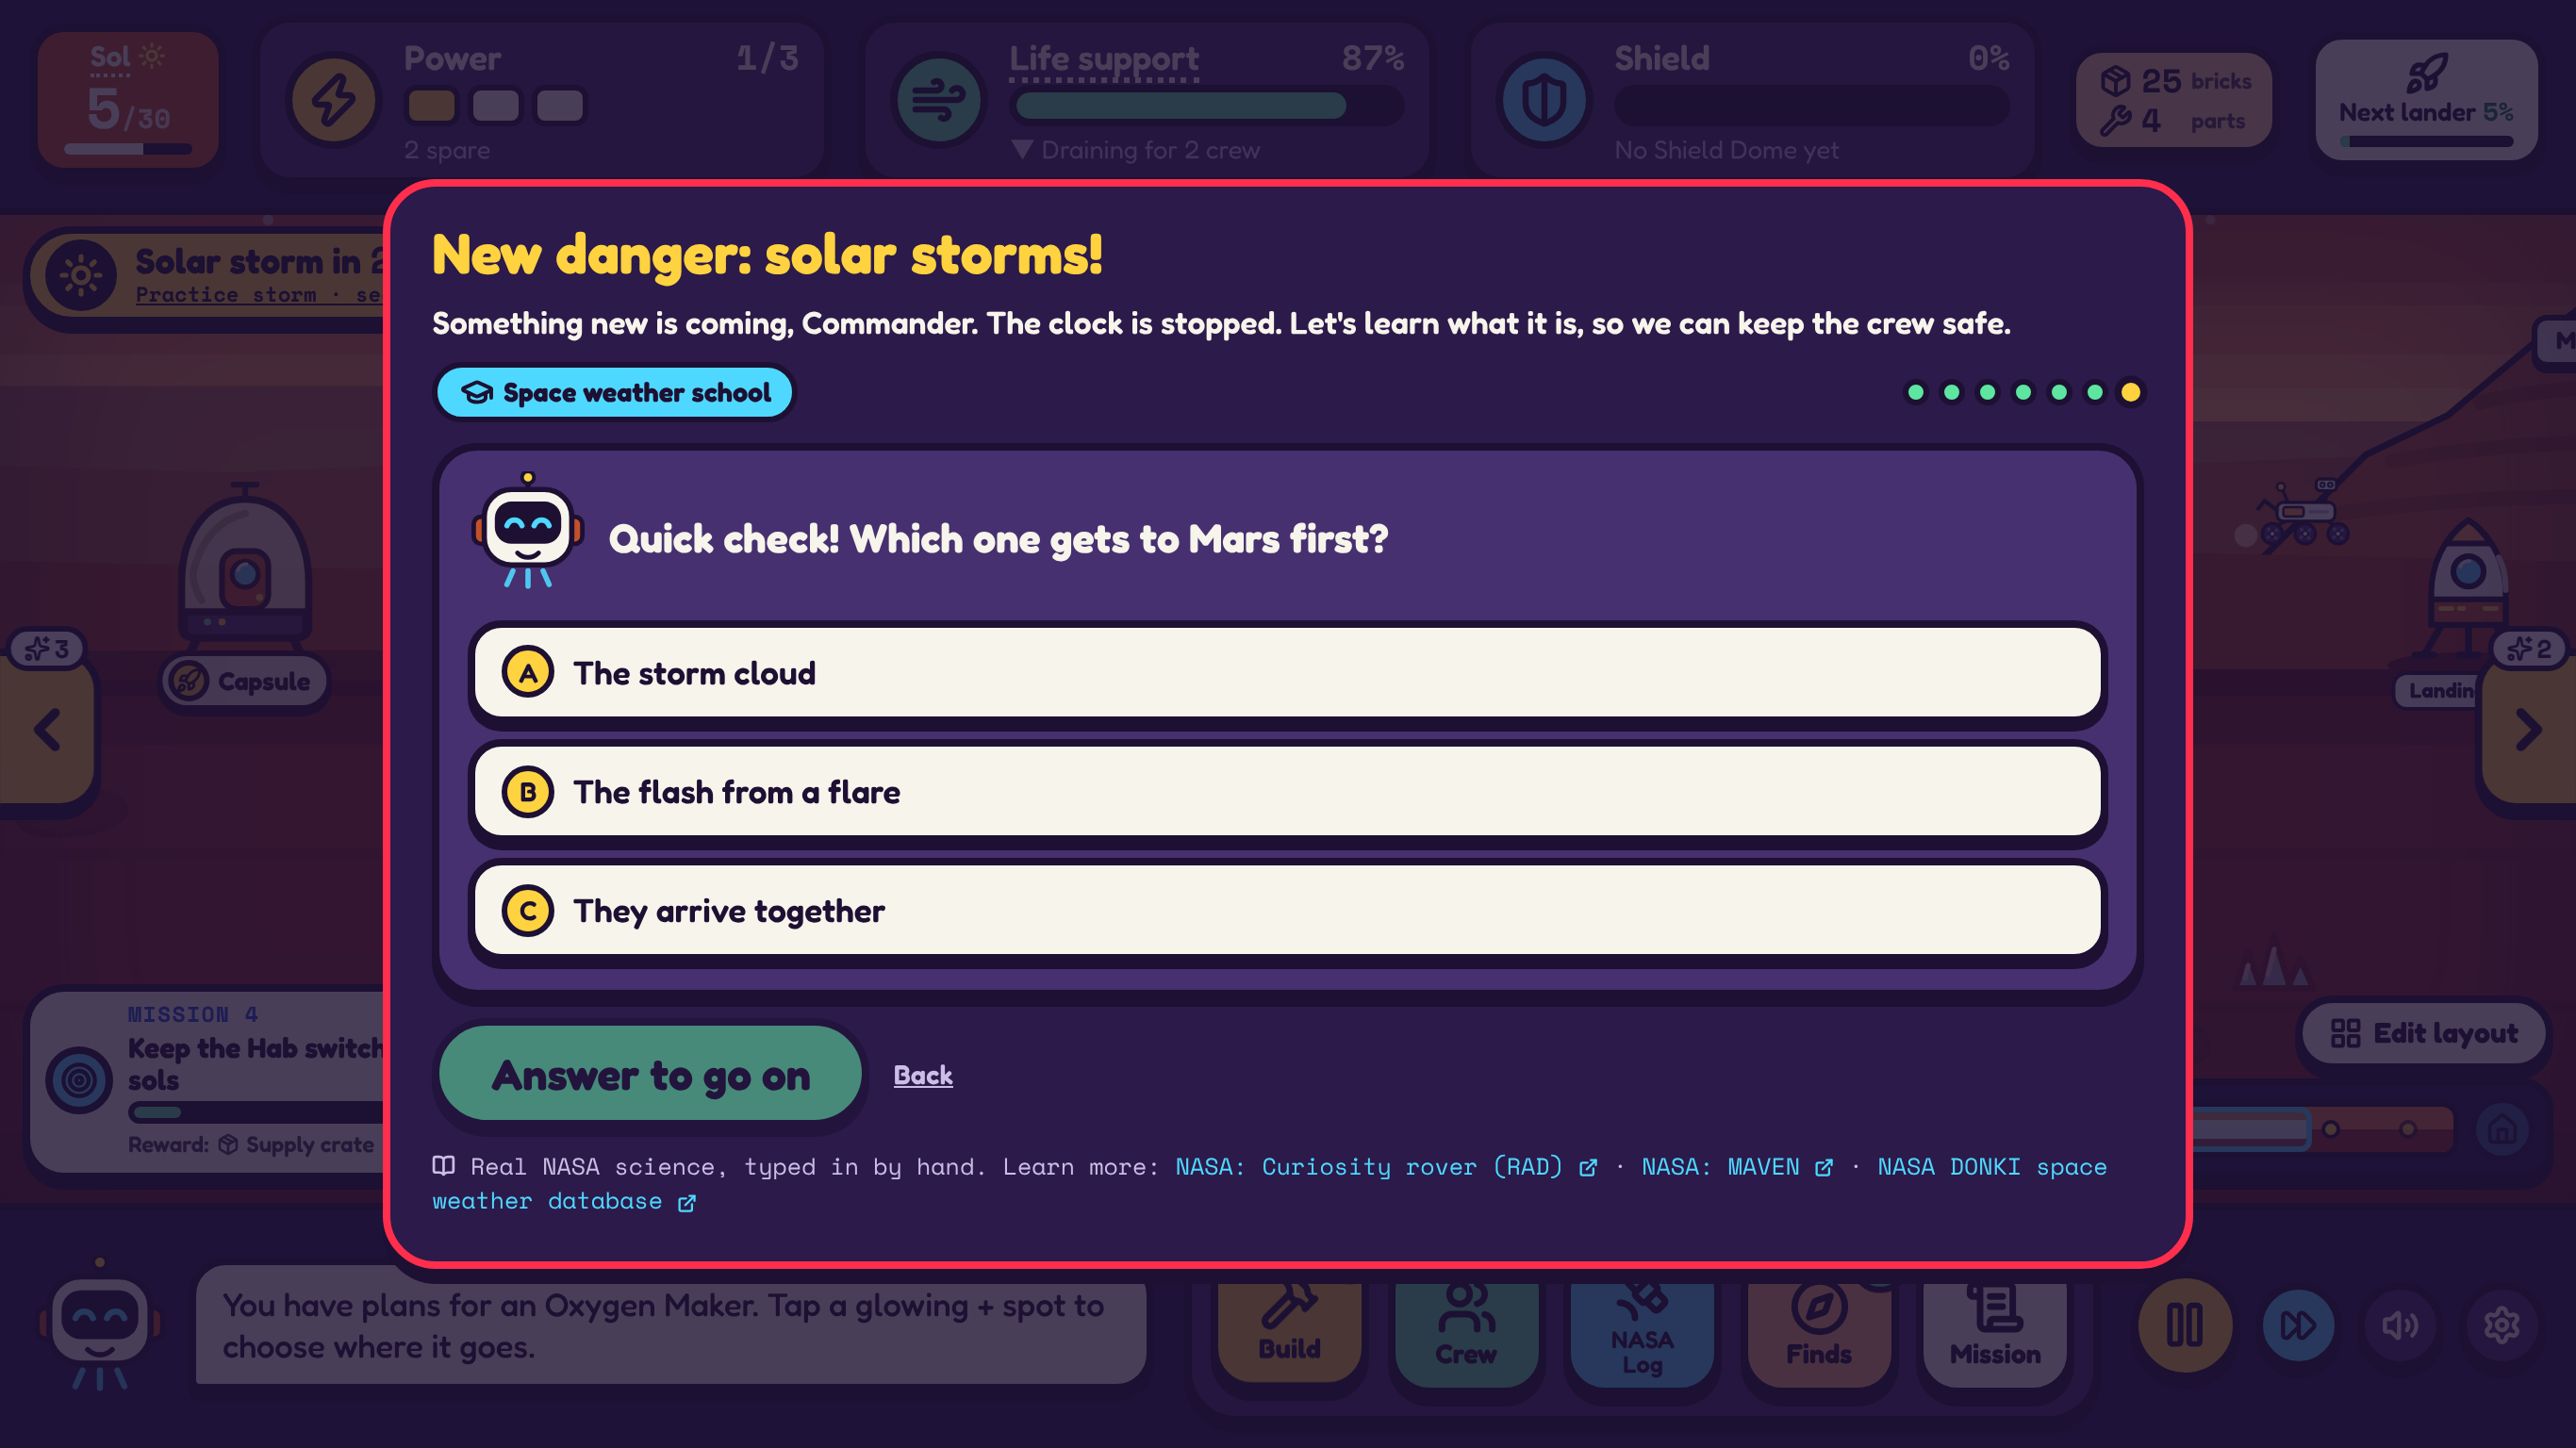 Sol
5/30
Power 1/3
2 spare
Life support 87%
Draining for 2 crew
Shield 0%
No Shield Dome yet
25 bricks
4 parts
Next lander 5%
Solar storm in
Practice storm ·
New danger: solar storms!
Something new is coming, Commander. The clock is stopped. Let's learn what it is, so we can keep the crew safe.
Space weather school
Quick check! Which one gets to Mars first?
A The storm cloud
B The flash from a flare
C They arrive together
3
Capsule
2
Answer to go on
Back
Real NASA science, typed in by hand. Learn more: NASA: Curiosity rover (RAD) · NASA: MAVEN · NASA DONKI space
weather database
MISSION 4
Keep the Hab switch
sols
Reward: Supply crate
Edit layout
You have plans for an Oxygen Maker. Tap a glowing + spot to
choose where it goes.
Build
Crew
NASA
Log
Finds
Mission